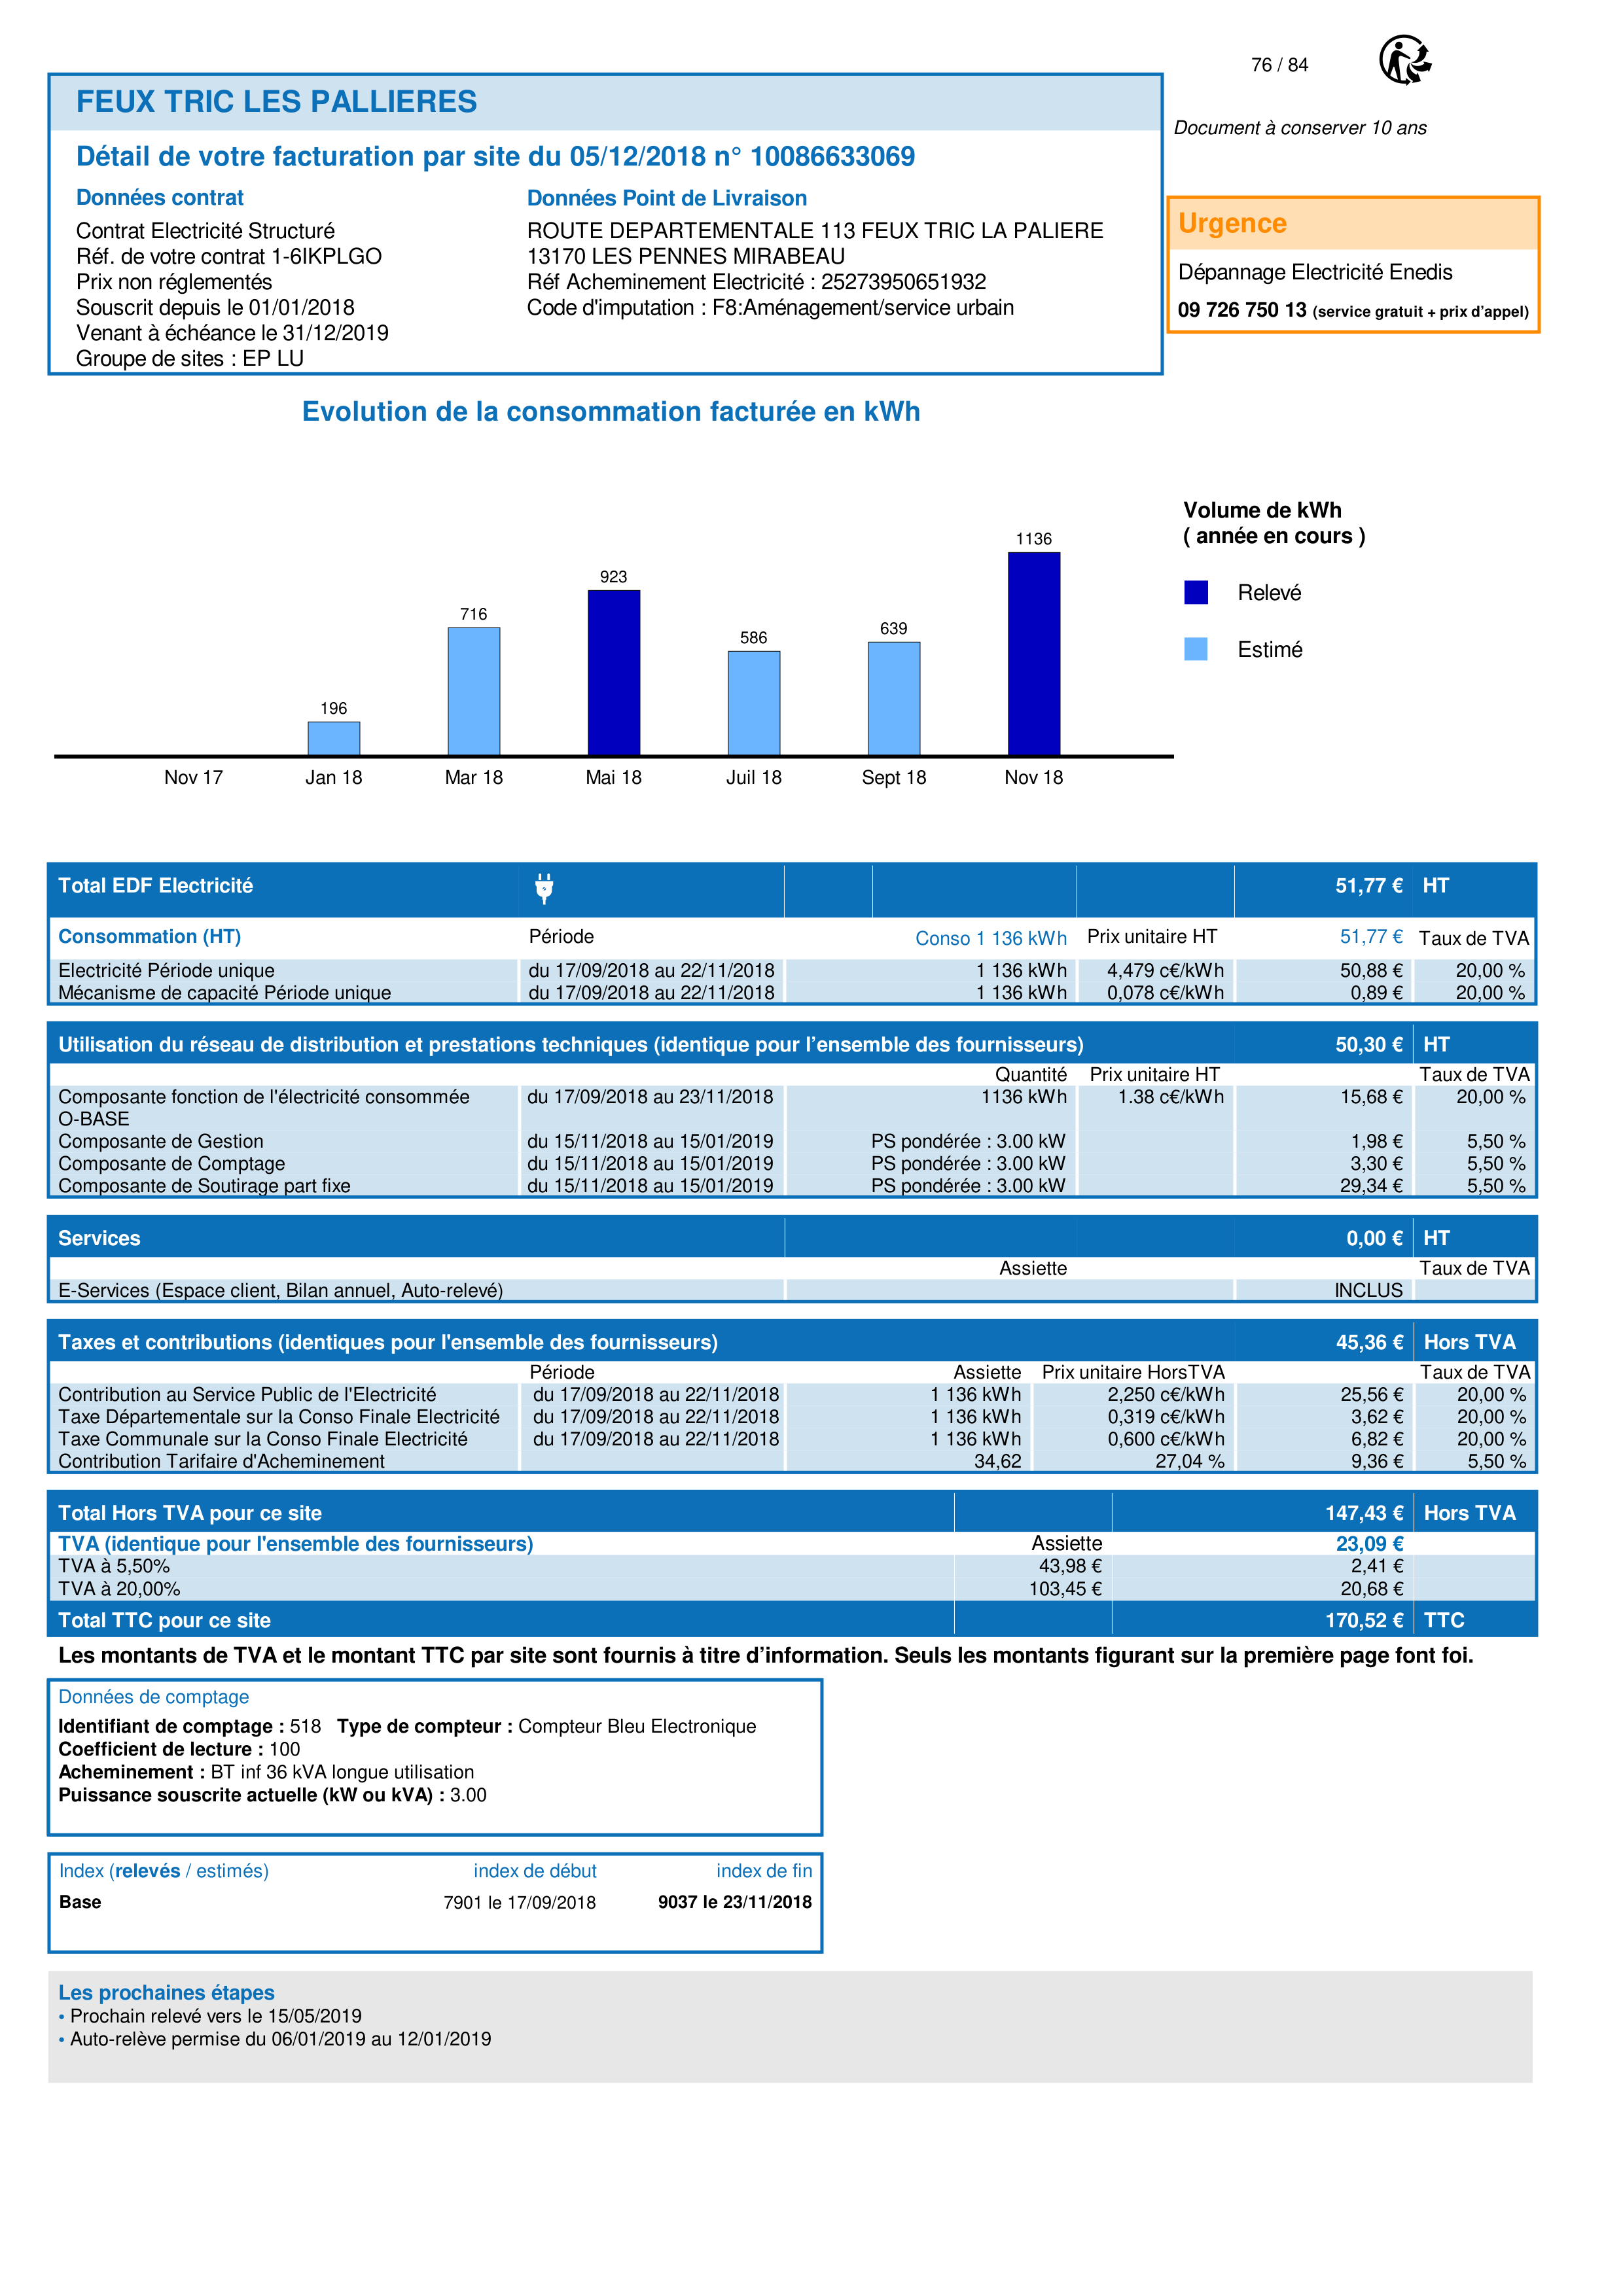 76 / 84
FEUX TRIC LES PALLIERES
Document à conserver 10 ans
Détail de votre facturation par site du 05/12/2018 n° 10086633069
Données contrat
Contrat Electricité Structuré
Réf. de votre contrat 1-6IKPLGO
Prix non réglementés
Souscrit depuis le 01/01/2018
Venant à échéance le 31/12/2019
Groupe de sites : EP LU
Données Point de Livraison
ROUTE DEPARTEMENTALE 113 FEUX TRIC LA PALIERE
13170 LES PENNES MIRABEAU
Réf Acheminement Electricité : 25273950651932
Code d'imputation : F8:Aménagement/service urbain
Urgence
Dépannage Electricité Enedis
09 726 750 13 (service gratuit + prix d’appel)
Evolution de la consommation facturée en kWh
196
716
923
586
639
1136
Nov 17 Jan 18 Mar 18 Mai 18 Juil 18 Sept 18 Nov 18
Volume de kWh
( année en cours )
Relevé
Estimé
Total EDF Electricité 51,77 € HT
Consommation (HT) Période Conso 1 136 kWh Prix unitaire HT 51,77 € Taux de TVA
Electricité Période unique du 17/09/2018 au 22/11/2018 1 136 kWh 4,479 c€/kWh 50,88 € 20,00 %
Mécanisme de capacité Période unique du 17/09/2018 au 22/11/2018 1 136 kWh 0,078 c€/kWh 0,89 € 20,00 %
Utilisation du réseau de distribution et prestations techniques (identique pour l’ensemble des fournisseurs) 50,30 € HT
Quantité Prix unitaire HT Taux de TVA
Composante fonction de l'électricité consommée du 17/09/2018 au 23/11/2018 1136 kWh 1.38 c€/kWh 15,68 € 20,00 %
O-BASE
Composante de Gestion du 15/11/2018 au 15/01/2019 PS pondérée : 3.00 kW 1,98 € 5,50 %
Composante de Comptage du 15/11/2018 au 15/01/2019 PS pondérée : 3.00 kW 3,30 € 5,50 %
Composante de Soutirage part fixe du 15/11/2018 au 15/01/2019 PS pondérée : 3.00 kW 29,34 € 5,50 %
Services 0,00 € HT
Assiette Taux de TVA
E-Services (Espace client, Bilan annuel, Auto-relevé) INCLUS
Taxes et contributions (identiques pour l'ensemble des fournisseurs) 45,36 € Hors TVA
Période Assiette Prix unitaire HorsTVA Taux de TVA
Contribution au Service Public de l'Electricité du 17/09/2018 au 22/11/2018 1 136 kWh 2,250 c€/kWh 25,56 € 20,00 %
Taxe Départementale sur la Conso Finale Electricité du 17/09/2018 au 22/11/2018 1 136 kWh 0,319 c€/kWh 3,62 € 20,00 %
Taxe Communale sur la Conso Finale Electricité du 17/09/2018 au 22/11/2018 1 136 kWh 0,600 c€/kWh 6,82 € 20,00 %
Contribution Tarifaire d'Acheminement 34,62 27,04 % 9,36 € 5,50 %
Total Hors TVA pour ce site 147,43 € Hors TVA
TVA (identique pour l'ensemble des fournisseurs) Assiette 23,09 €
TVA à 5,50% 43,98 € 2,41 €
TVA à 20,00% 103,45 € 20,68 €
Total TTC pour ce site 170,52 € TTC
Les montants de TVA et le montant TTC par site sont fournis à titre d’information. Seuls les montants figurant sur la première page font foi.
Données de comptage
Identifiant de comptage : 518 Type de compteur : Compteur Bleu Electronique
Coefficient de lecture : 100
Acheminement : BT inf 36 kVA longue utilisation
Puissance souscrite actuelle (kW ou kVA) : 3.00
Index (relevés / estimés) index de début index de fin
Base 7901 le 17/09/2018 9037 le 23/11/2018
Les prochaines étapes
• Prochain relevé vers le 15/05/2019
• Auto-relève permise du 06/01/2019 au 12/01/2019